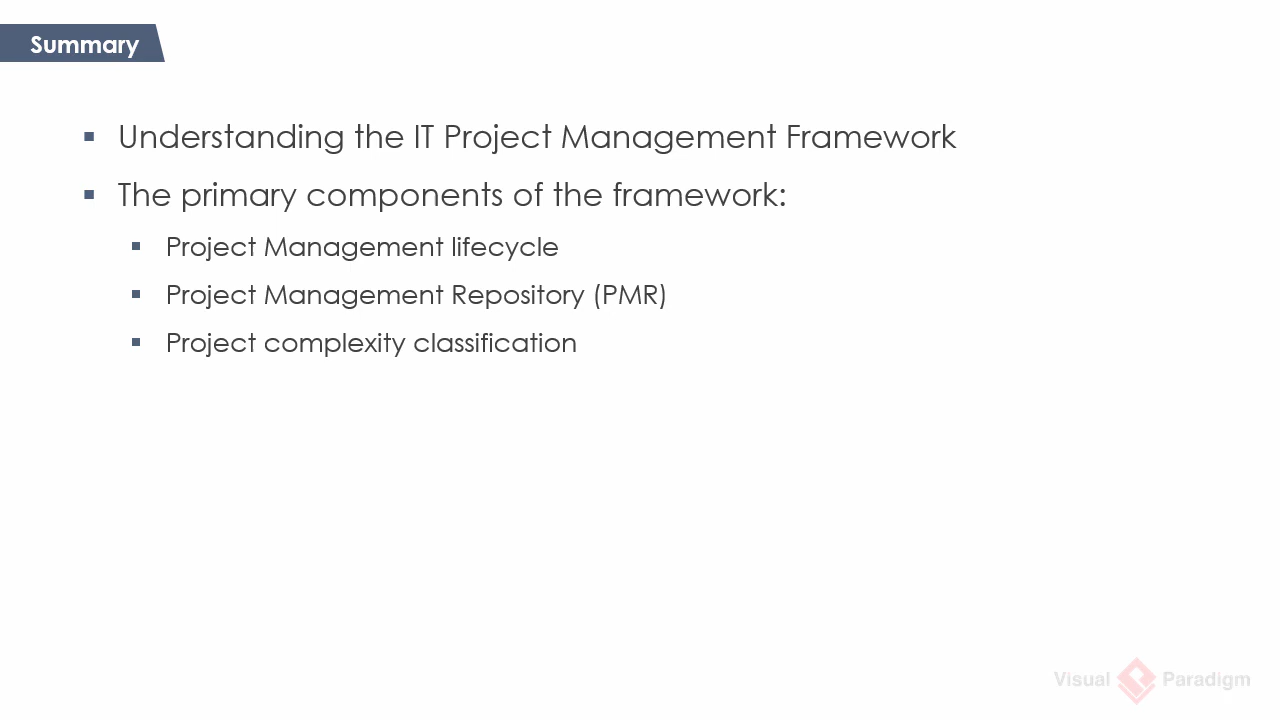 Summary
Understanding the IT Project Management Framework
The primary components of the framework:
Project Management lifecycle
Project Management Repository (PMR)
Project complexity classification
Visual Paradigm